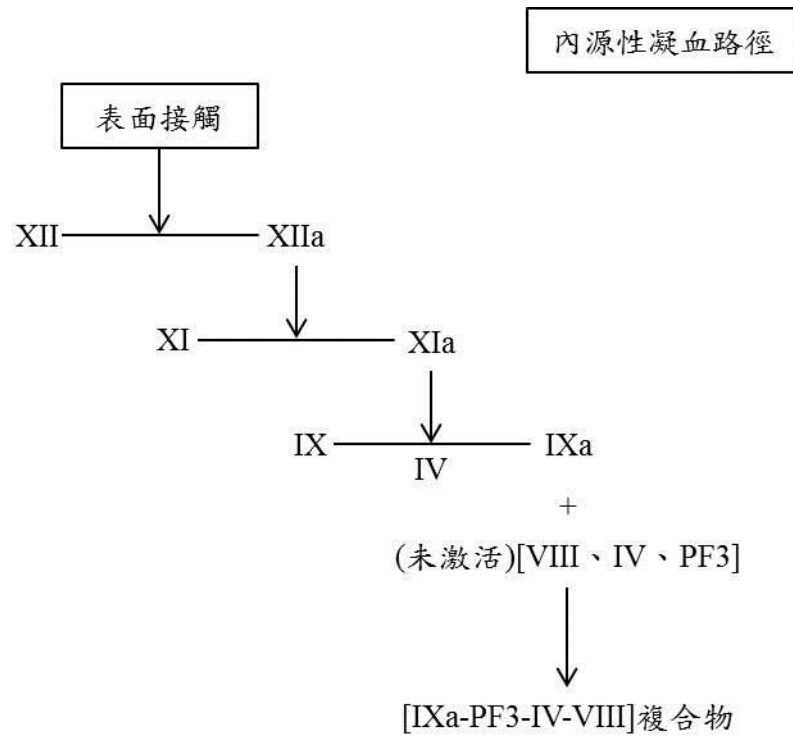 內源性凝血路徑
表面接觸
XII XIIa
XI XIa
IX IXa
IV
+
(未激活)[VIII、IV、PF3]
[IXa-PF3-IV-VIII]複合物